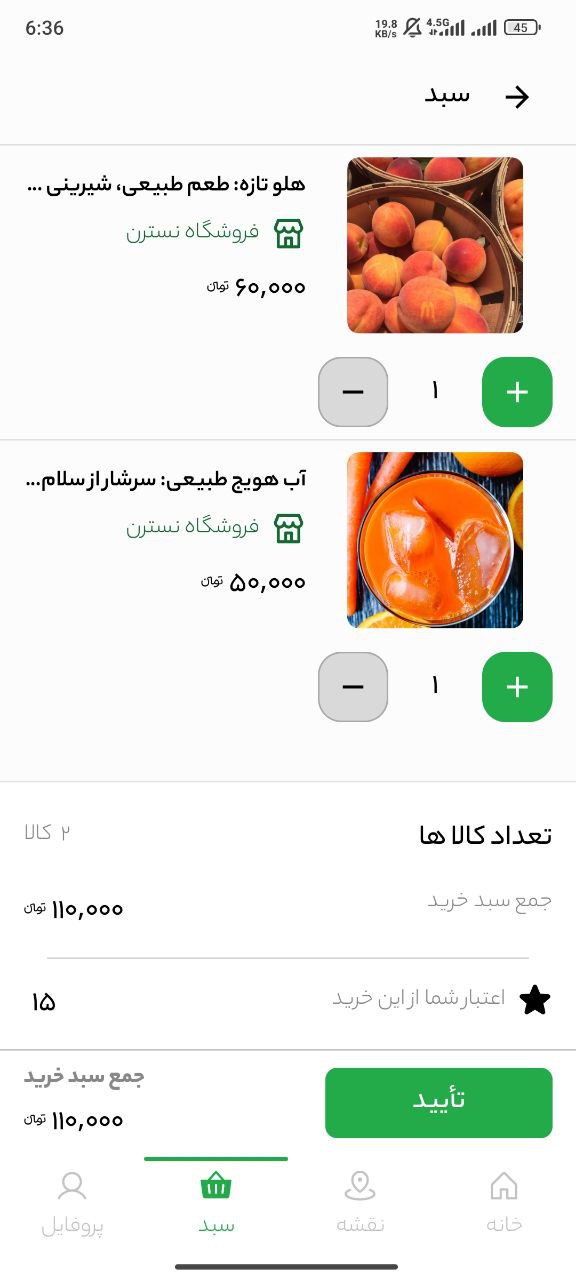 6:36
19.8 KB/s 4.5G 45
سبد
هلو تازه: طعم طبیعی، شیرینی ...
فروشگاه نسترن
۶۰,۰۰۰ تومان
۱
آب هویج طبیعی: سرشار از سلام...
فروشگاه نسترن
۵۰,۰۰۰ تومان
۱
تعداد کالا ها
۲ کالا
جمع سبد خرید
۱۱۰,۰۰۰ تومان
اعتبار شما از این خرید
۱۵
تأیید
جمع سبد خرید
۱۱۰,۰۰۰ تومان
خانه
نقشه
سبد
پروفایل